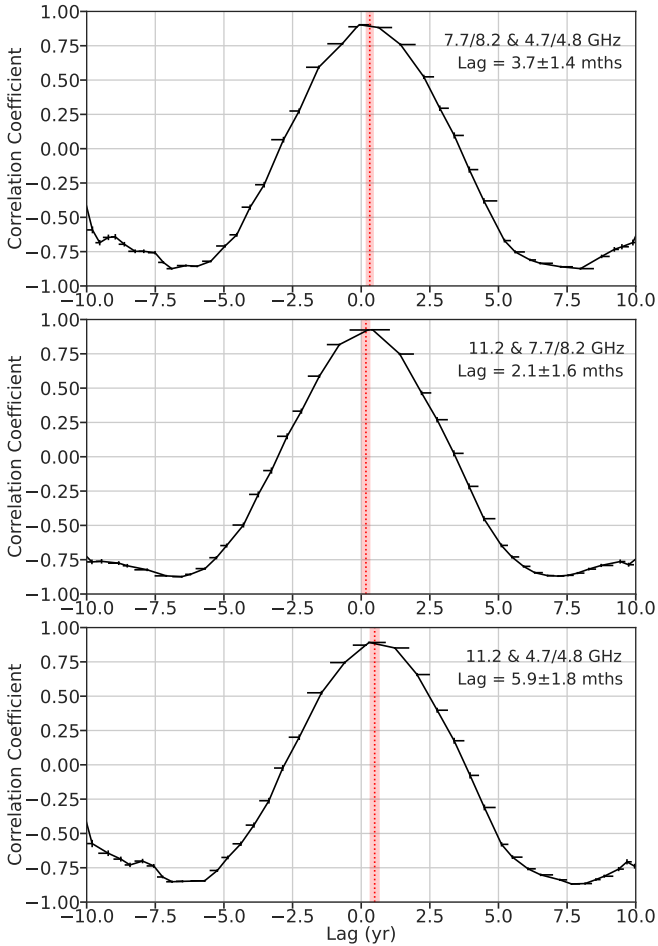 1.00
0.75
0.50
0.25
0.00
−0.25
−0.50
−0.75
−1.00
Correlation Coefficient
7.7/8.2 & 4.7/4.8 GHz
Lag = 3.7±1.4 mths
−10.0 −7.5 −5.0 −2.5 0.0 2.5 5.0 7.5 10.0
1.00
0.75
0.50
0.25
0.00
−0.25
−0.50
−0.75
−1.00
Correlation Coefficient
11.2 & 7.7/8.2 GHz
Lag = 2.1±1.6 mths
−10.0 −7.5 −5.0 −2.5 0.0 2.5 5.0 7.5 10.0
1.00
0.75
0.50
0.25
0.00
−0.25
−0.50
−0.75
−1.00
Correlation Coefficient
11.2 & 4.7/4.8 GHz
Lag = 5.9±1.8 mths
−10.0 −7.5 −5.0 −2.5 0.0 2.5 5.0 7.5 10.0
Lag (yr)